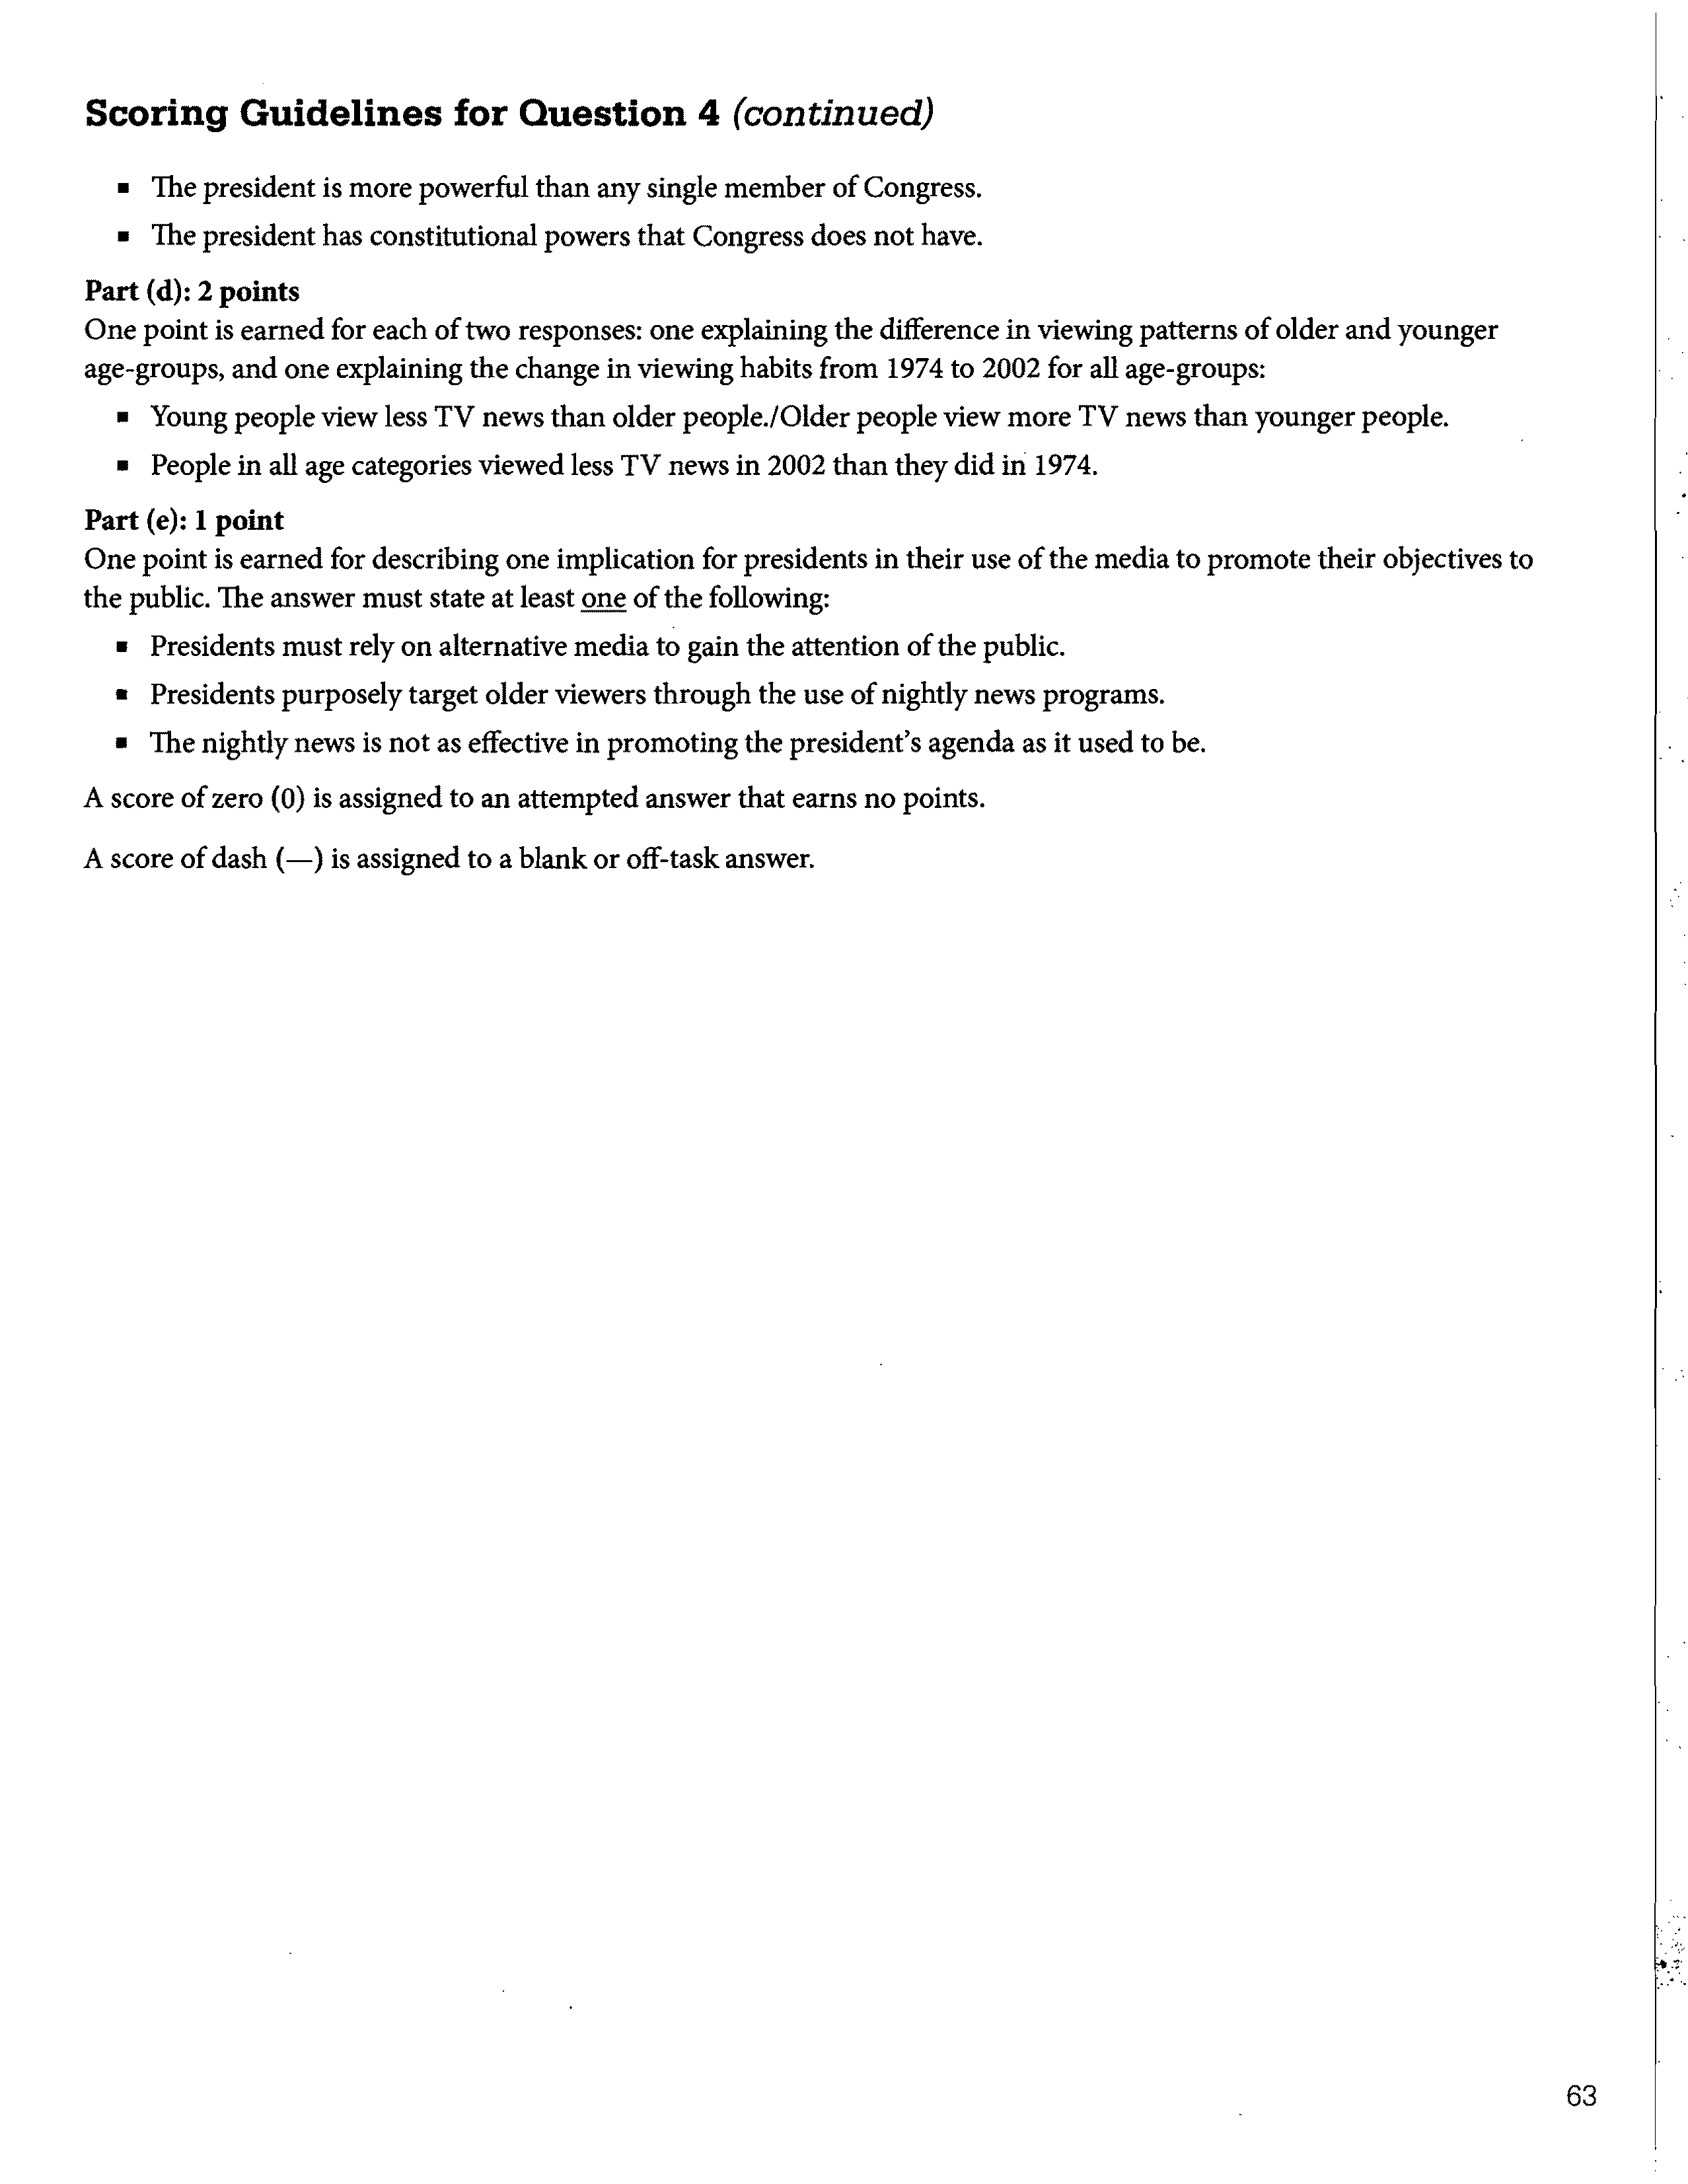 Scoring Guidelines for Question 4 (continued)
▪ The president is more powerful than any single member of Congress.
▪ The president has constitutional powers that Congress does not have.
Part (d): 2 points
One point is earned for each of two responses: one explaining the difference in viewing patterns of older and younger
age-groups, and one explaining the change in viewing habits from 1974 to 2002 for all age-groups:
▪ Young people view less TV news than older people./Older people view more TV news than younger people.
▪ People in all age categories viewed less TV news in 2002 than they did in 1974.
Part (e): 1 point
One point is earned for describing one implication for presidents in their use of the media to promote their objectives to
the public. The answer must state at least one of the following:
▪ Presidents must rely on alternative media to gain the attention of the public.
▪ Presidents purposely target older viewers through the use of nightly news programs.
▪ The nightly news is not as effective in promoting the president's agenda as it used to be.
A score of zero (0) is assigned to an attempted answer that earns no points.
A score of dash (—) is assigned to a blank or off-task answer.
63